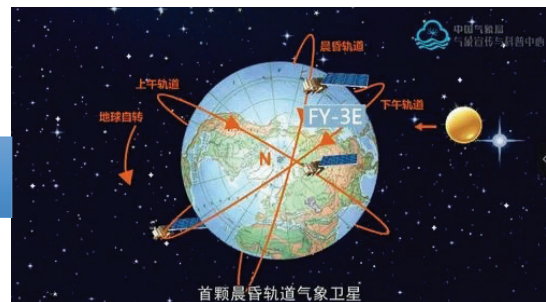 中国气象局
气象宣传与科普中心
晨昏轨道
上午轨道
下午轨道
地球自转
FY-3E
N
首颗晨昏轨道气象卫星